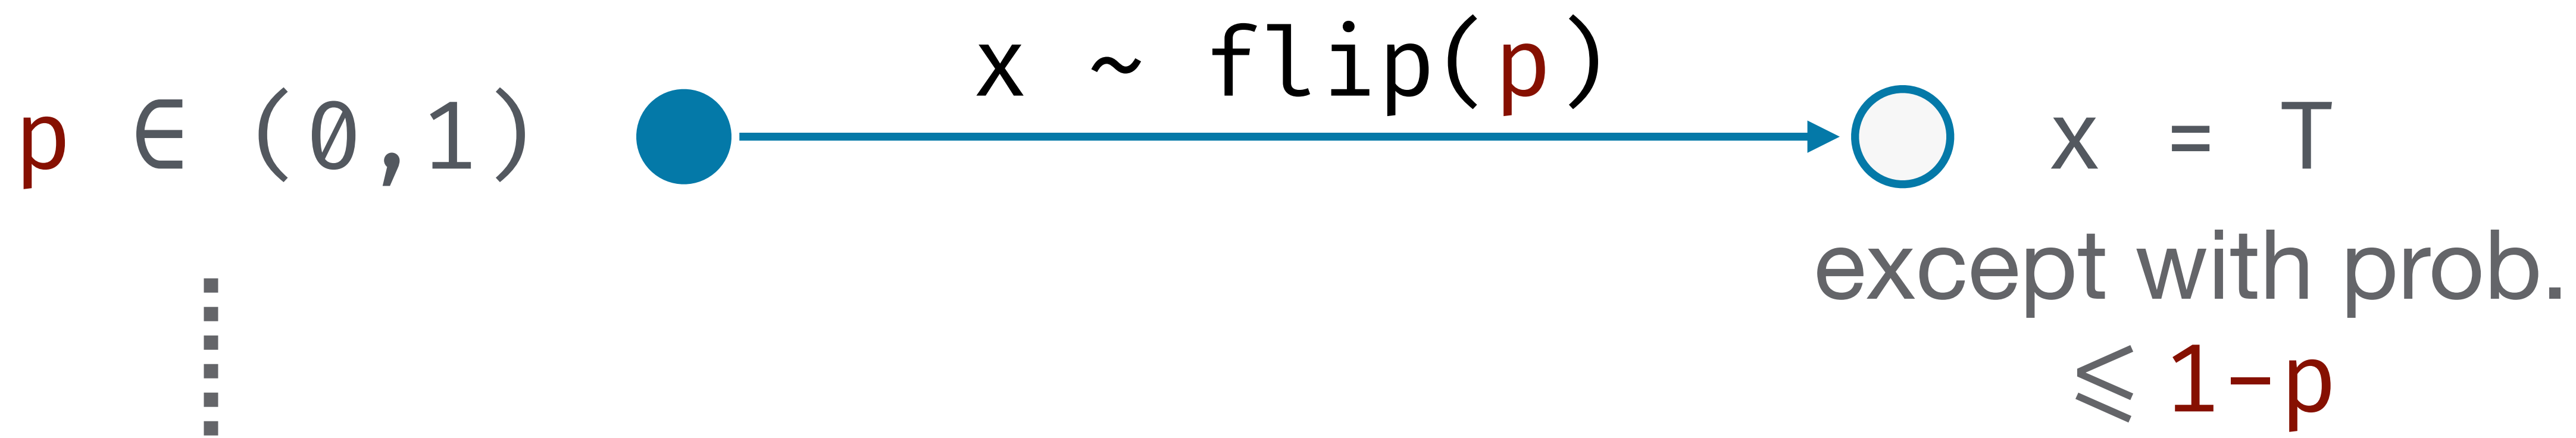 x ~ flip(p)
p ∈ (0,1)
x = T
except with prob.
⩽ 1-p